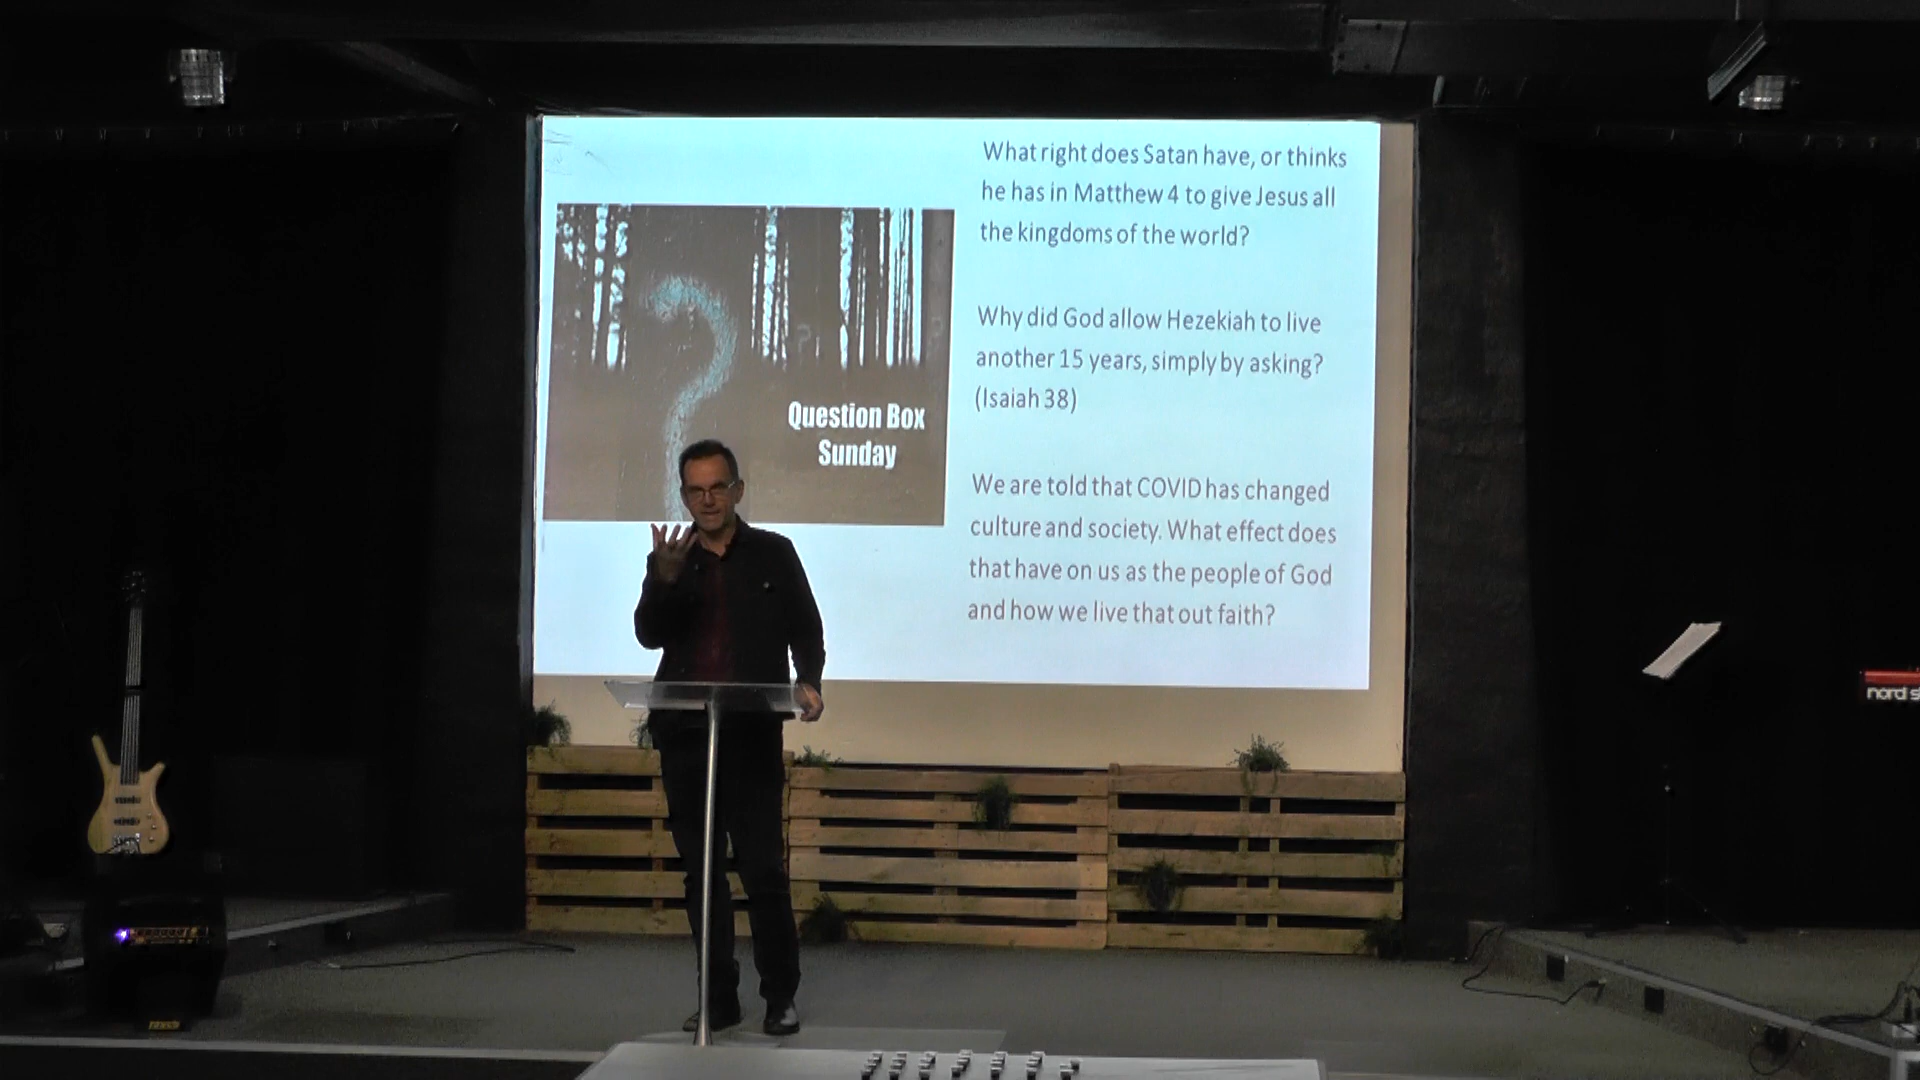 What right does Satan have, or thinks
he has in Matthew 4 to give Jesus all
the kingdoms of the world?
Why did God allow Hezekiah to live
another 15 years, simply by asking?
(Isaiah 38)
We are told that COVID has changed
culture and society. What effect does
that have on us as the people of God
and how we live that out faith?
Question Box
Sunday
nord